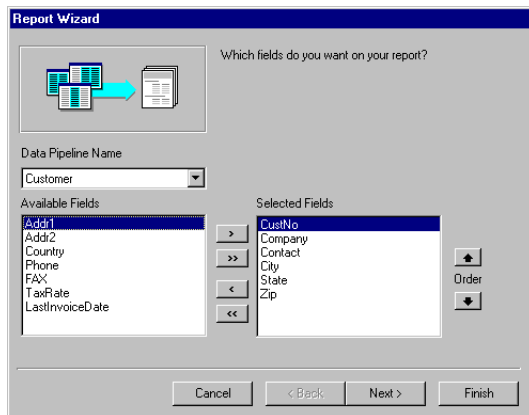 Report Wizard
Which fields do you want on your report?
Data Pipeline Name
Customer
Available Fields
Addr1
Addr2
Country
Phone
FAX
TaxRate
LastInvoiceDate
>
>>
<
<<
Selected Fields
CustNo
Company
Contact
City
State
Zip
Order
Cancel
< Back
Next >
Finish